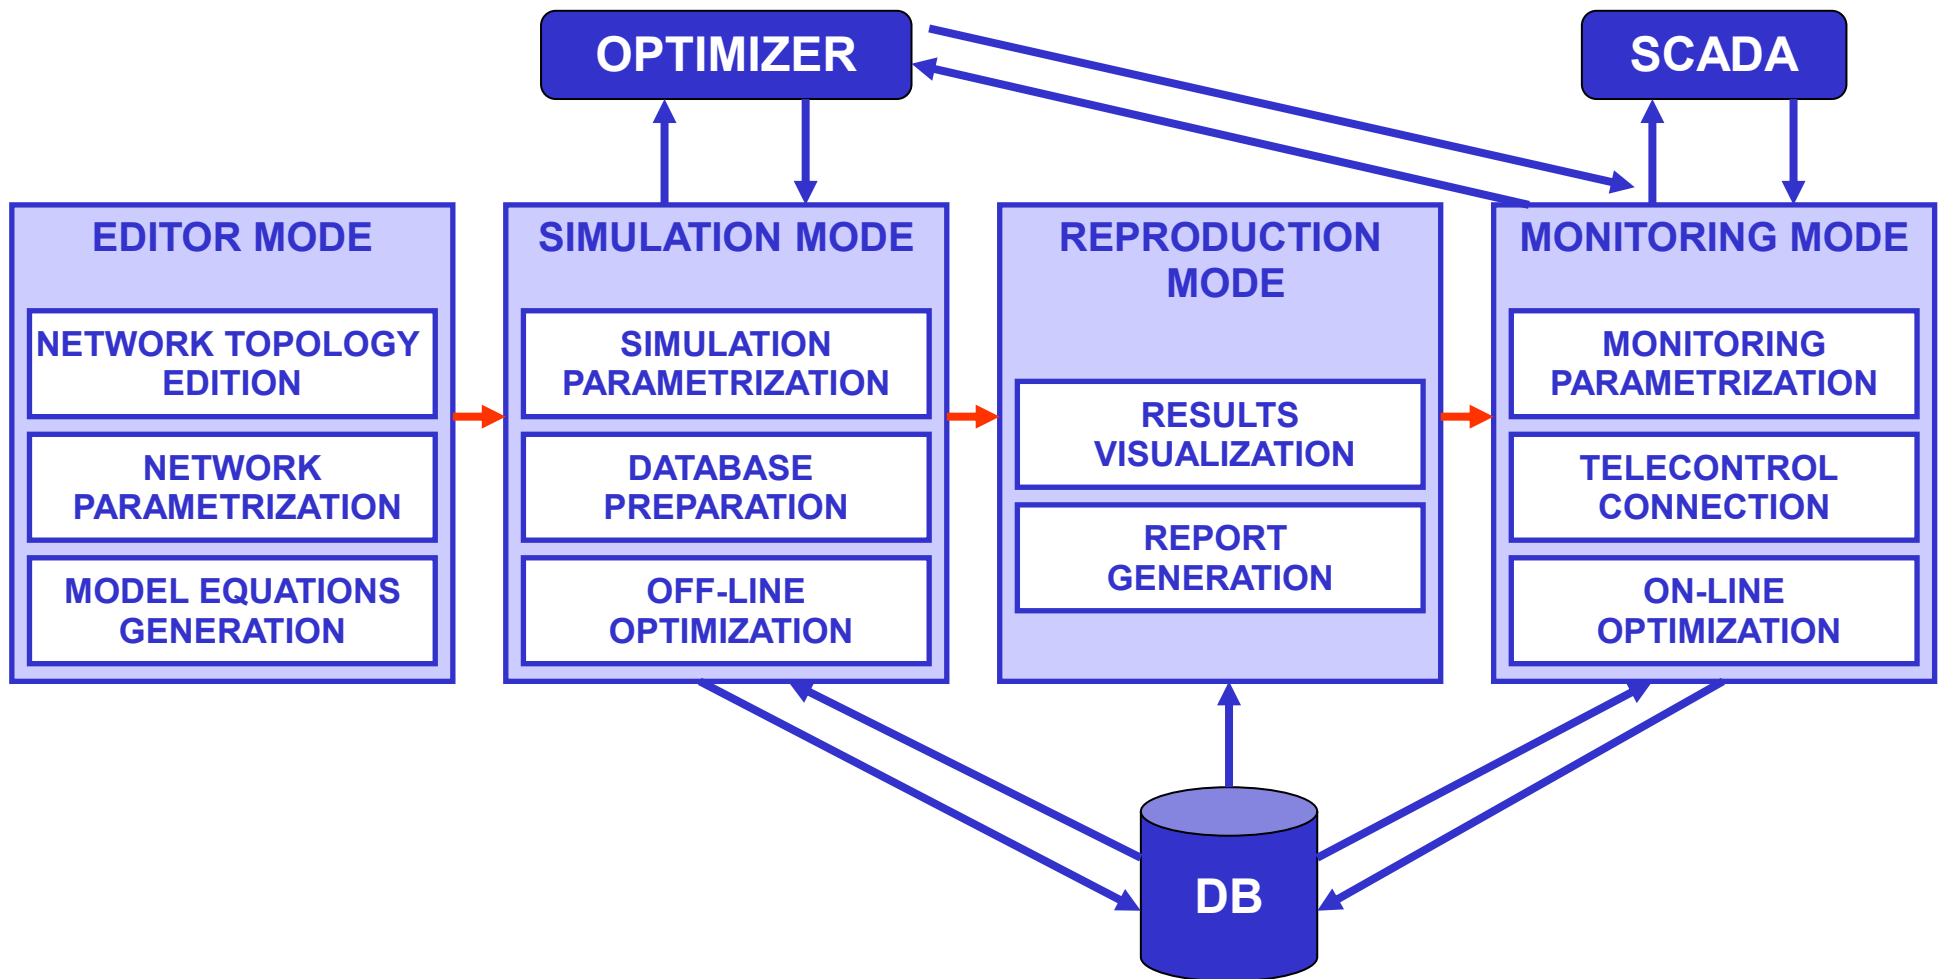 OPTIMIZER
SCADA
EDITOR MODE
NETWORK TOPOLOGY
EDITION
NETWORK
PARAMETRIZATION
MODEL EQUATIONS
GENERATION
SIMULATION MODE
SIMULATION
PARAMETRIZATION
DATABASE
PREPARATION
OFF-LINE
OPTIMIZATION
REPRODUCTION
MODE
RESULTS
VISUALIZATION
REPORT
GENERATION
MONITORING MODE
MONITORING
PARAMETRIZATION
TELECONTROL
CONNECTION
ON-LINE
OPTIMIZATION
DB